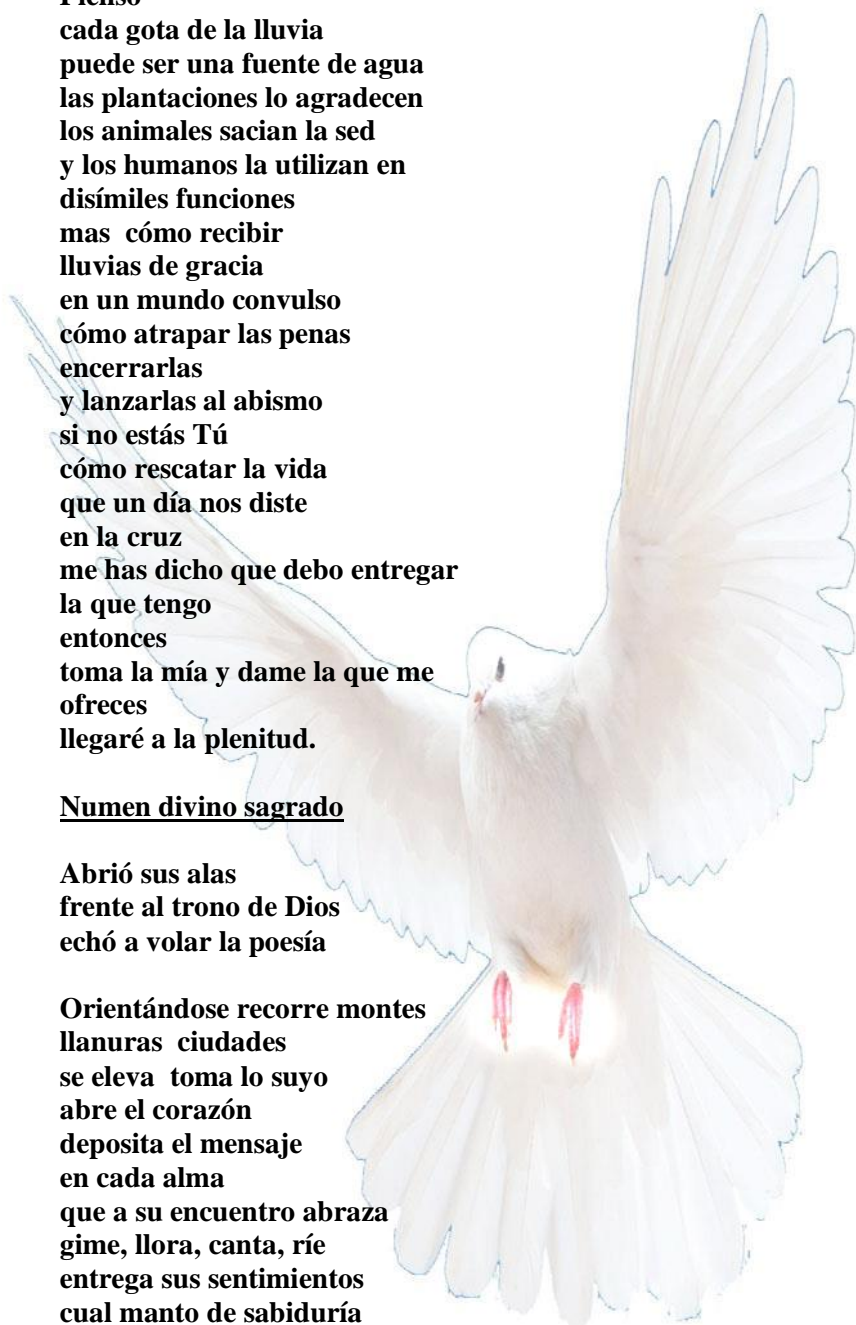 Pienso
cada gota de la lluvia
puede ser una fuente de agua
las plantaciones lo agradecen
los animales sacian la sed
y los humanos la utilizan en
disímiles funciones
mas  cómo recibir
lluvias de gracia
en un mundo convulso
cómo atrapar las penas
encerrarlas
y lanzarlas al abismo
si no estás Tú
cómo rescatar la vida
que un día nos diste
en la cruz
me has dicho que debo entregar
la que tengo
entonces
toma la mía y dame la que me
ofreces
llegaré a la plenitud.

Numen divino sagrado

Abrió sus alas
frente al trono de Dios
echó a volar la poesía

Orientándose recorre montes
llanuras  ciudades
se eleva  toma lo suyo
abre el corazón
deposita el mensaje
en cada alma
que a su encuentro abraza
gime, llora, canta, ríe
entrega sus sentimientos
cual manto de sabiduría